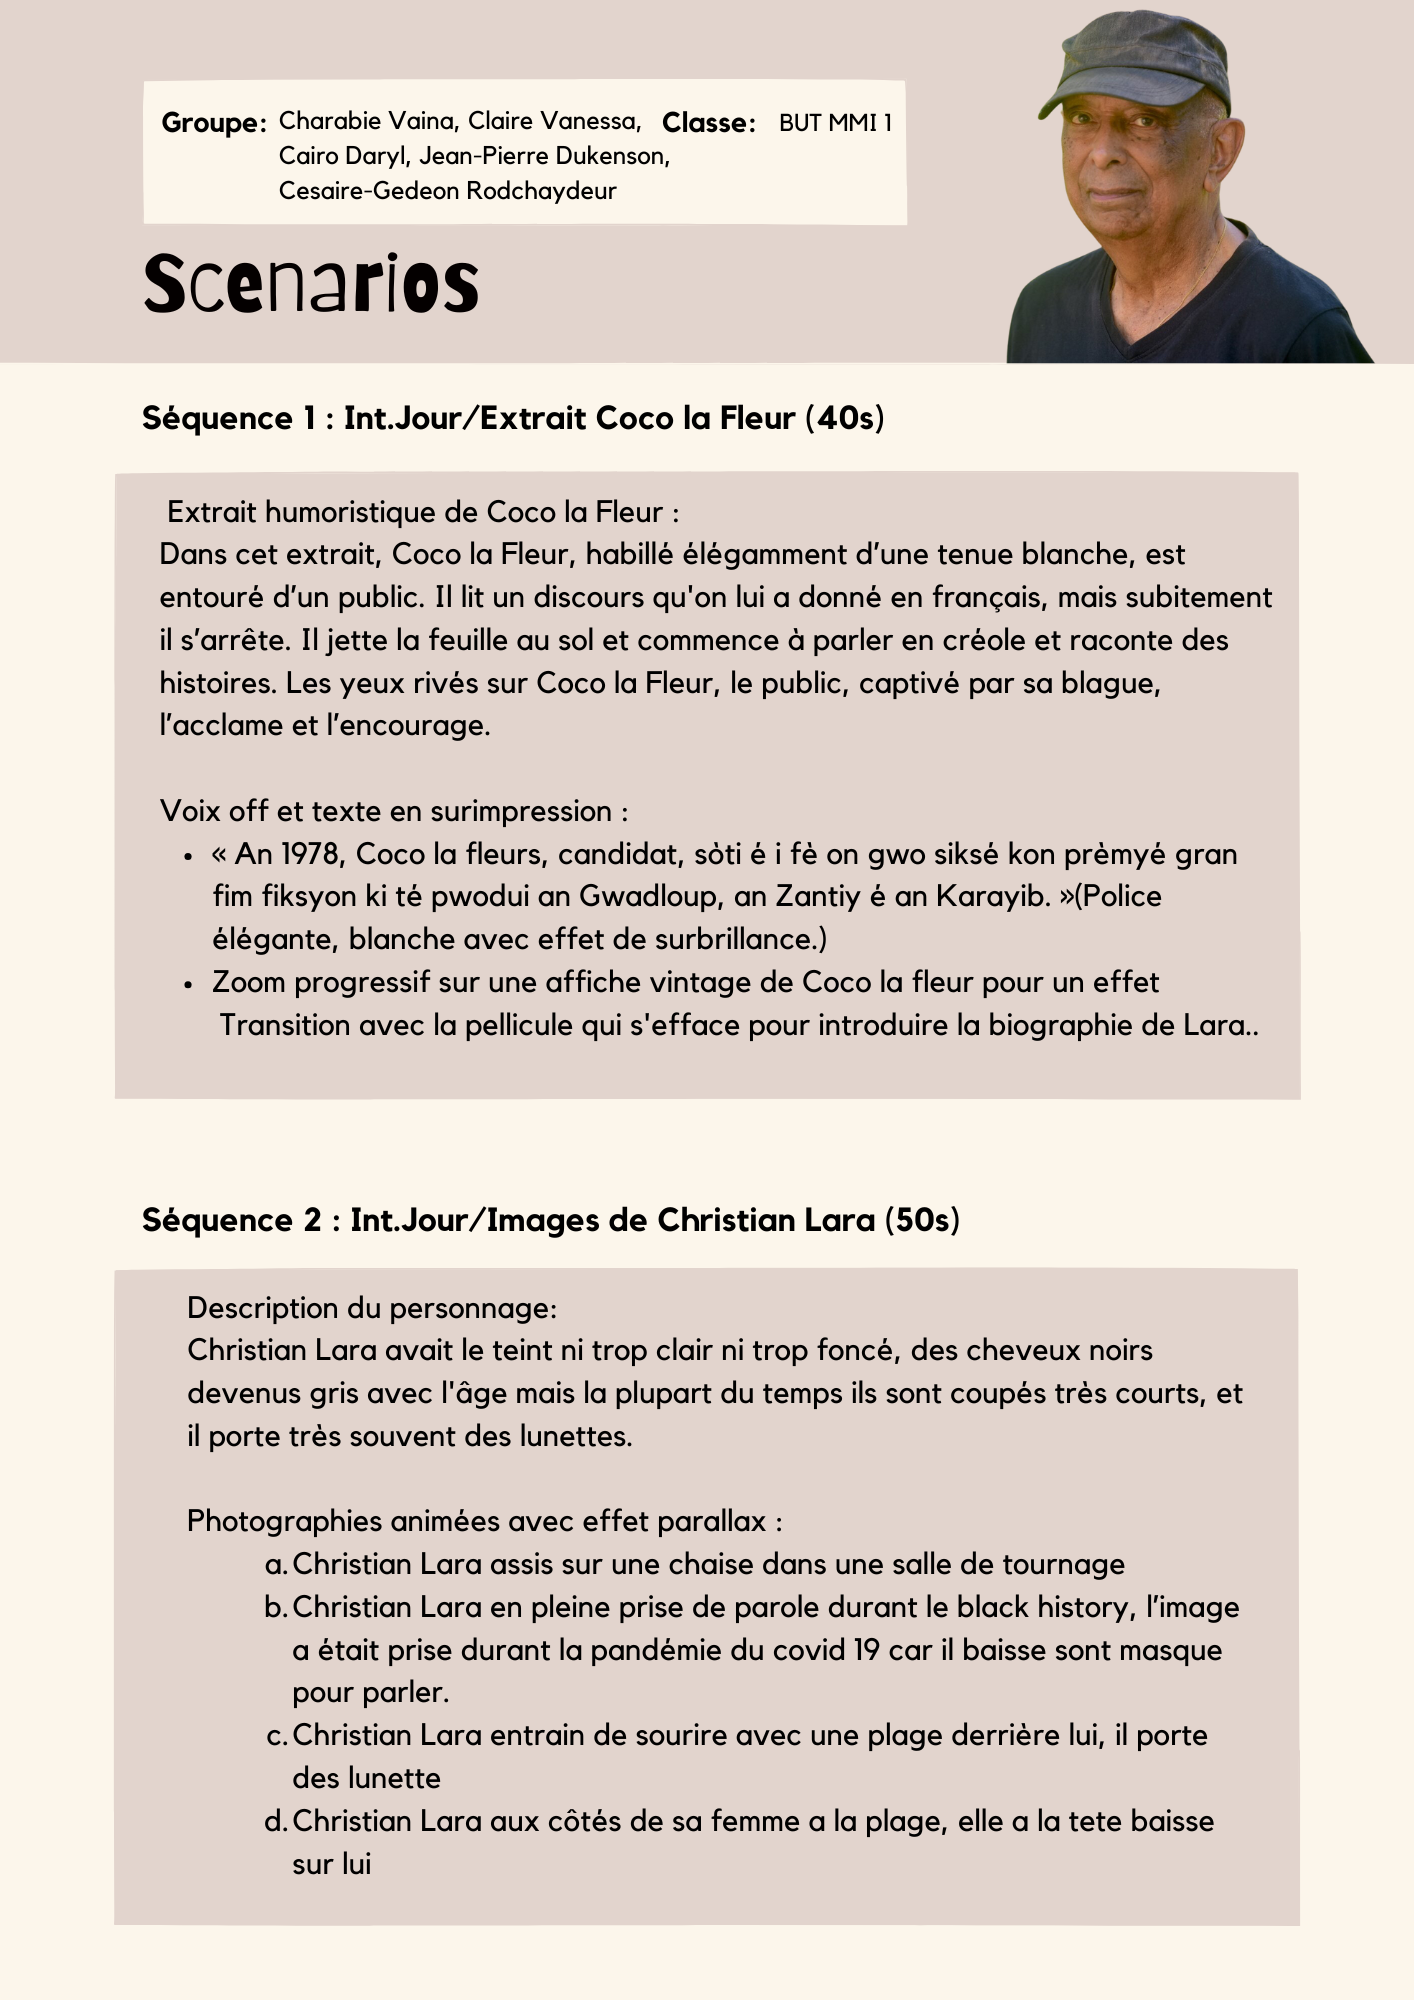 Groupe: Charabie Vaina, Claire Vanessa, Classe: BUT MMI 1
Cairo Daryl, Jean-Pierre Dukenson,
Cesaire-Gedeon Rodchaydeur
Scenarios
Séquence 1 : Int.Jour/Extrait Coco la Fleur (40s)
Extrait humoristique de Coco la Fleur :
Dans cet extrait, Coco la Fleur, habillé élégamment d’une tenue blanche, est
entouré d’un public. Il lit un discours qu'on lui a donné en français, mais subitement
il s’arrête. Il jette la feuille au sol et commence à parler en créole et raconte des
histoires. Les yeux rivés sur Coco la Fleur, le public, captivé par sa blague,
l’acclame et l’encourage.
Voix off et texte en surimpression :
• « An 1978, Coco la fleurs, candidat, sòti é i fè on gwo siksé kon prèmyé gran
fim fiksyon ki té pwodui an Gwadloup, an Zantiy é an Karayib. »(Police
élégante, blanche avec effet de surbrillance.)
• Zoom progressif sur une affiche vintage de Coco la fleur pour un effet
Transition avec la pellicule qui s'efface pour introduire la biographie de Lara..
Séquence 2 : Int.Jour/Images de Christian Lara (50s)
Description du personnage:
Christian Lara avait le teint ni trop clair ni trop foncé, des cheveux noirs
devenus gris avec l'âge mais la plupart du temps ils sont coupés très courts, et
il porte très souvent des lunettes.
Photographies animées avec effet parallax :
a. Christian Lara assis sur une chaise dans une salle de tournage
b. Christian Lara en pleine prise de parole durant le black history, l’image
a était prise durant la pandémie du covid 19 car il baisse sont masque
pour parler.
c. Christian Lara entrain de sourire avec une plage derrière lui, il porte
des lunette
d. Christian Lara aux côtés de sa femme a la plage, elle a la tete baisse
sur lui